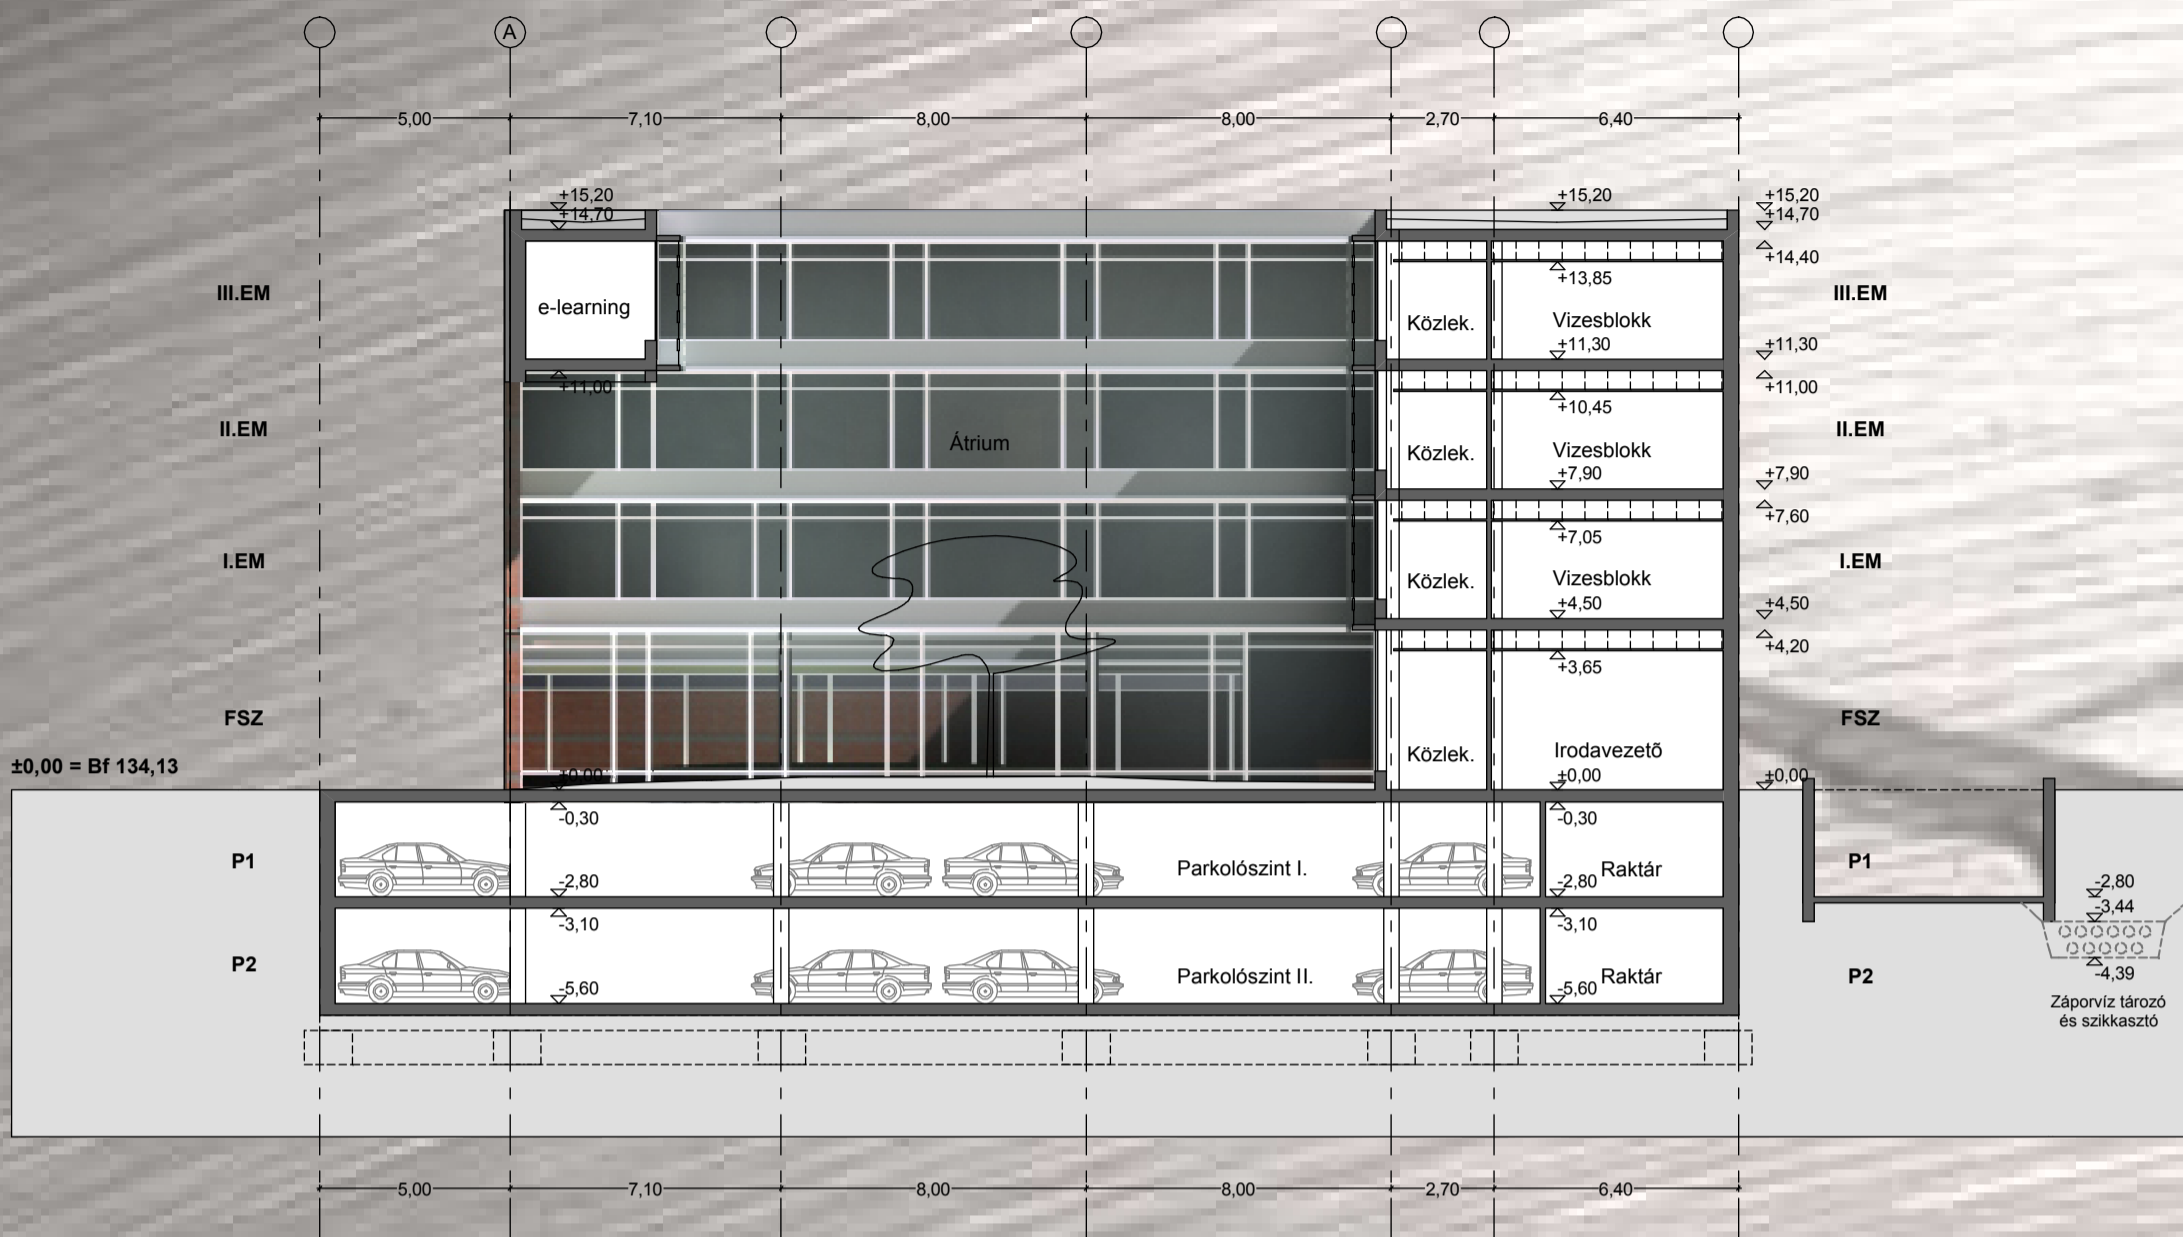 A
5,00 7,10 8,00 8,00 2,70 6,40
+15,20 +15,20 +15,20
+14,70 +14,70
+14,40
+13,85
III.EM e-learning Közlek. Vizesblokk III.EM
+11,30 +11,30
+11,00 +11,00
+10,45
II.EM Átrium Közlek. Vizesblokk II.EM
+7,90 +7,90
+7,60
+7,05
I.EM Közlek. Vizesblokk I.EM
+4,50 +4,50
+4,20
+3,65
FSZ FSZ
Közlek. Irodavezetõ
±0,00 = Bf 134,13
±0,00 ±0,00 ±0,00
-0,30 -0,30
P1 Parkolószint I. Raktár P1
-2,80 -2,80 -2,80
-3,44
-3,10 -3,10
P2 Parkolószint II. Raktár P2
-4,39
-5,60 -5,60
Záporvíz tározó
és szikkasztó
5,00 7,10 8,00 8,00 2,70 6,40